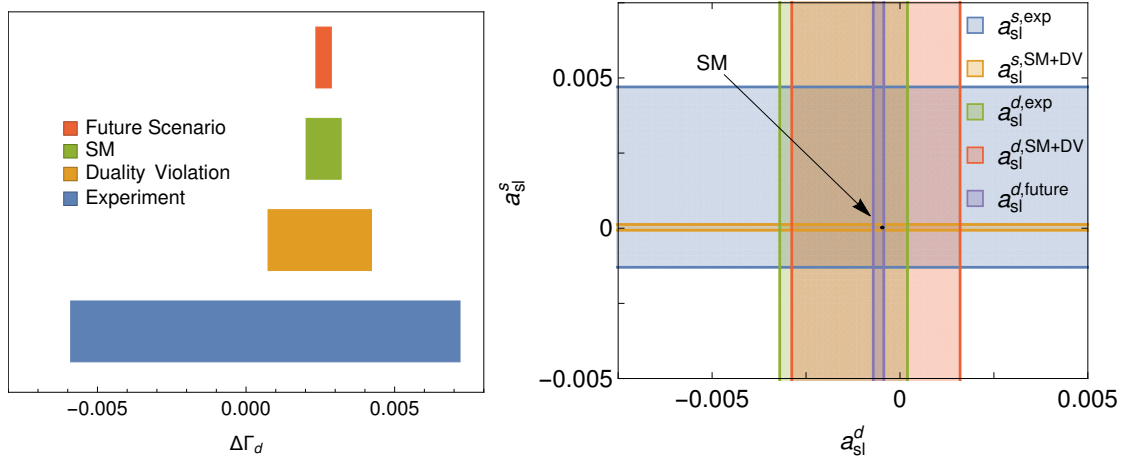 Future Scenario
SM
Duality Violation
Experiment
−0.005 0.000 0.005
ΔΓ_d
a_sl^{s,exp}
a_sl^{s,SM+DV}
a_sl^{d,exp}
a_sl^{d,SM+DV}
a_sl^{d,future}
SM
0.005
0
−0.005
a_sl^s
−0.005 0 0.005
a_sl^d